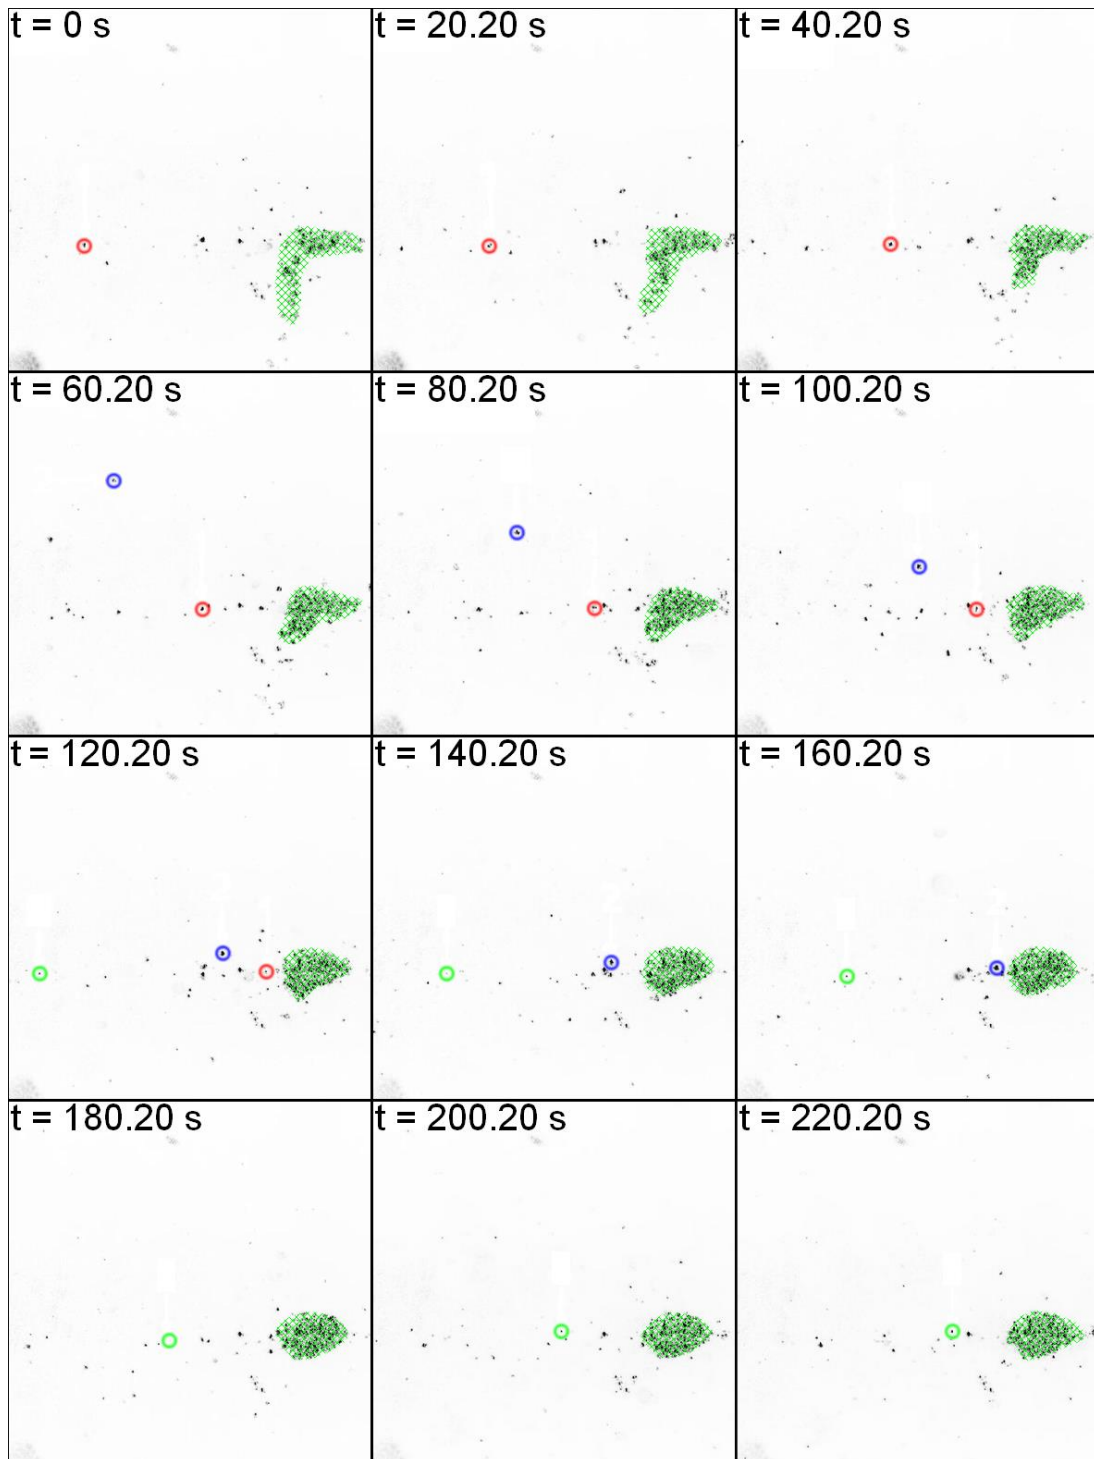 t = 0 s
t = 20.20 s
t = 40.20 s
t = 60.20 s
t = 80.20 s
t = 100.20 s
t = 120.20 s
t = 140.20 s
t = 160.20 s
t = 180.20 s
t = 200.20 s
t = 220.20 s